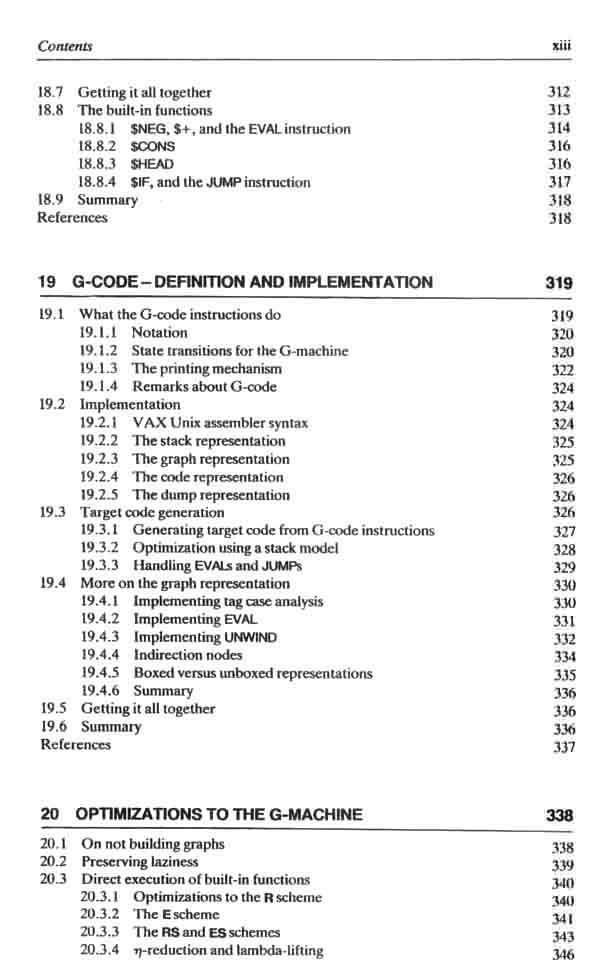 Contents xiii
18.7 Getting it all together 312
18.8 The built-in functions 313
18.8.1 $NEG, $+, and the EVAL instruction 314
18.8.2 $CONS 316
18.8.3 $HEAD 316
18.8.4 $IF, and the JUMP instruction 317
18.9 Summary 318
References 318
19 G-CODE – DEFINITION AND IMPLEMENTATION 319
19.1 What the G-code instructions do 319
19.1.1 Notation 320
19.1.2 State transitions for the G-machine 320
19.1.3 The printing mechanism 322
19.1.4 Remarks about G-code 324
19.2 Implementation 324
19.2.1 VAX Unix assembler syntax 324
19.2.2 The stack representation 325
19.2.3 The graph representation 325
19.2.4 The code representation 326
19.2.5 The dump representation 326
19.3 Target code generation 326
19.3.1 Generating target code from G-code instructions 327
19.3.2 Optimization using a stack model 328
19.3.3 Handling EVALs and JUMPs 329
19.4 More on the graph representation 330
19.4.1 Implementing tag case analysis 330
19.4.2 Implementing EVAL 331
19.4.3 Implementing UNWIND 332
19.4.4 Indirection nodes 334
19.4.5 Boxed versus unboxed representations 335
19.4.6 Summary 336
19.5 Getting it all together 336
19.6 Summary 336
References 337
20 OPTIMIZATIONS TO THE G-MACHINE 338
20.1 On not building graphs 338
20.2 Preserving laziness 339
20.3 Direct execution of built-in functions 340
20.3.1 Optimizations to the R scheme 340
20.3.2 The E scheme 341
20.3.3 The RS and ES schemes 343
20.3.4 η-reduction and lambda-lifting 346